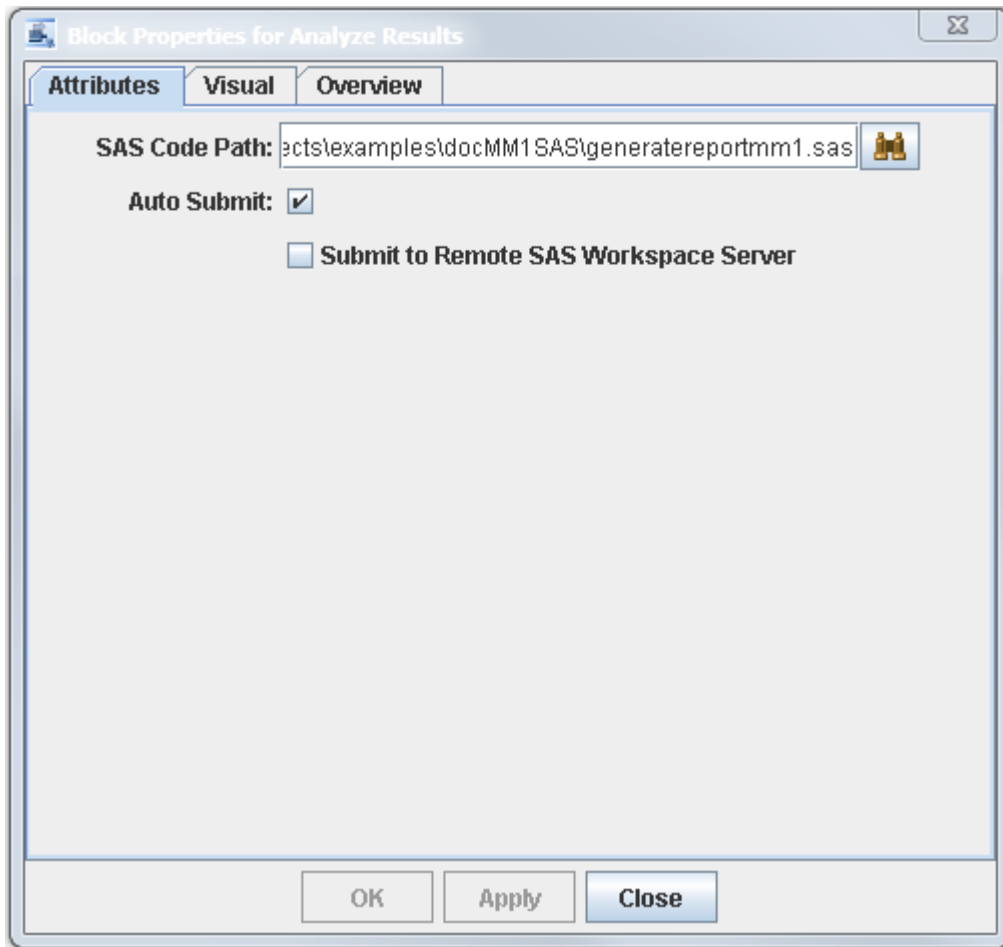 Block Properties for Analyze Results
Attributes Visual Overview
SAS Code Path: ects\examples\docMM1SAS\generatereportmm1.sas
Auto Submit:
Submit to Remote SAS Workspace Server
OK Apply Close